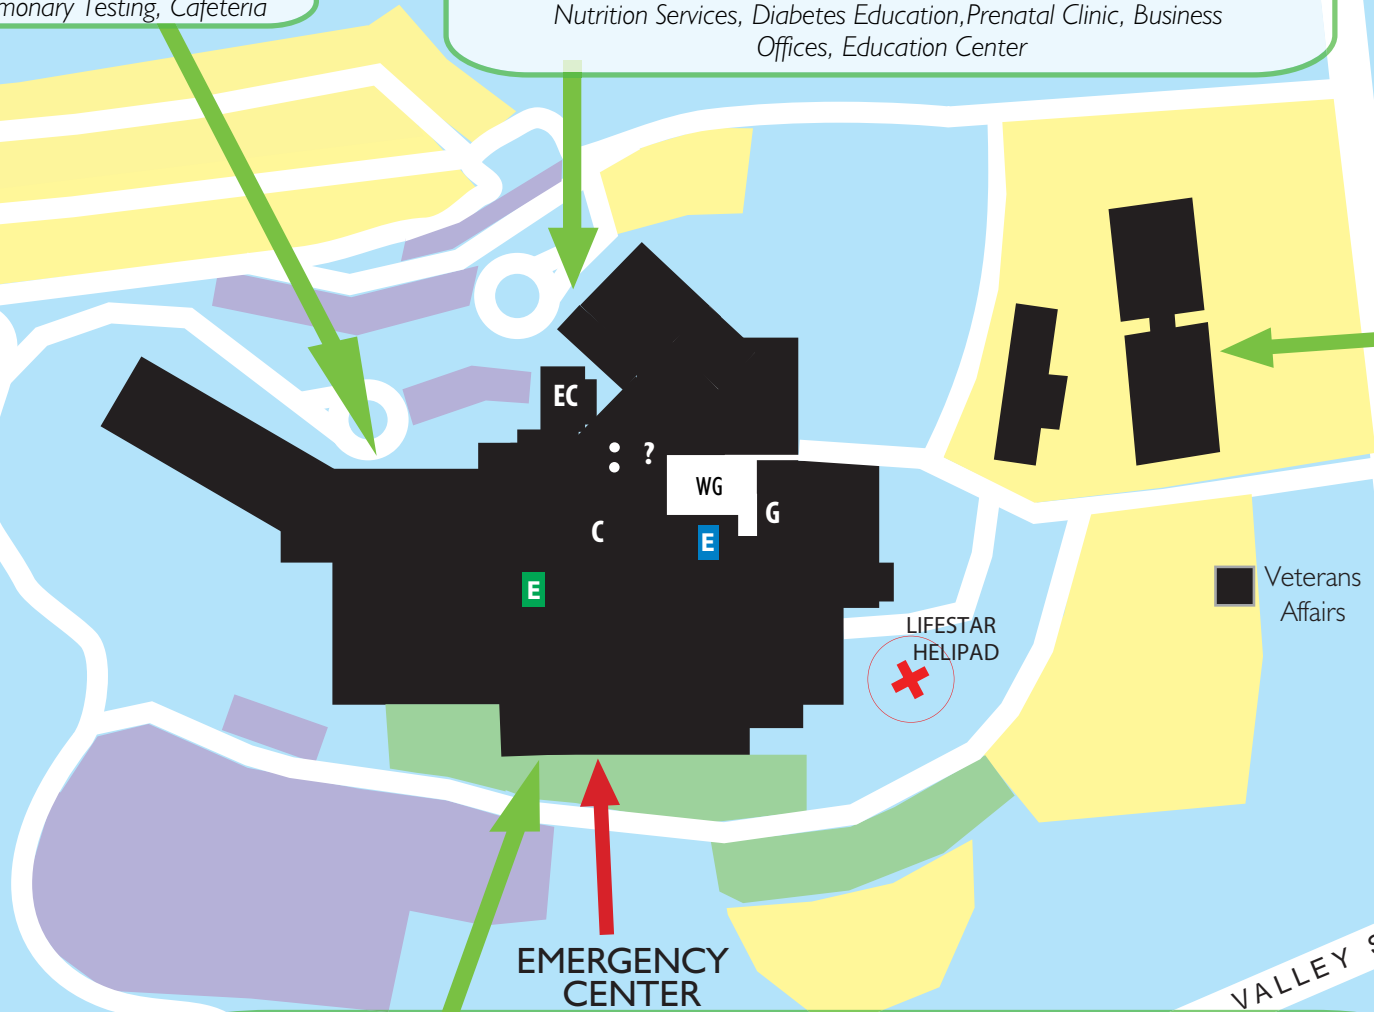 monary Testing, Cafeteria
Nutrition Services, Diabetes Education,Prenatal Clinic, Business
Offices, Education Center
EC
?
WG
G
C
E
E
Veterans
Affairs
LIFESTAR
HELIPAD
EMERGENCY
CENTER
VALLEY S